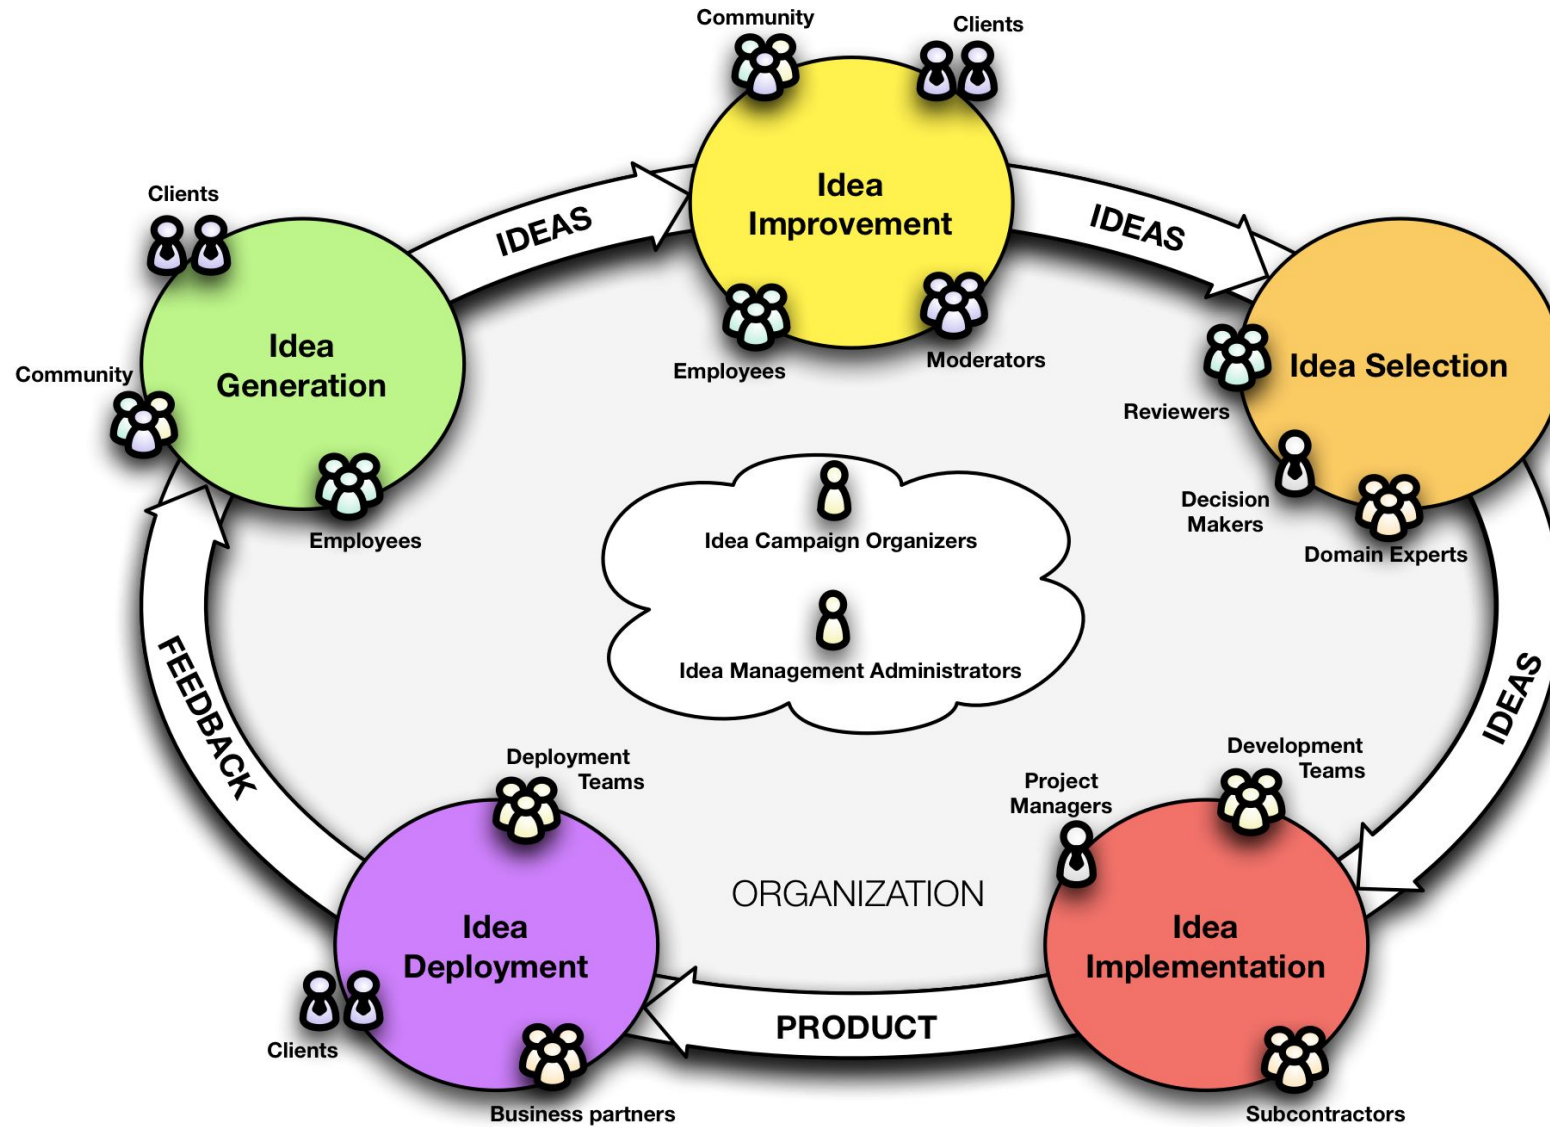 Community
Clients
Idea
Improvement
Employees
Moderators
IDEAS
IDEAS
Clients
Idea
Generation
Community
Employees
Idea Selection
Reviewers
Decision
Makers
Domain Experts
Idea Campaign Organizers
Idea Management Administrators
FEEDBACK
IDEAS
Deployment
Teams
Idea
Deployment
Clients
Business partners
ORGANIZATION
PRODUCT
Project
Managers
Development
Teams
Idea
Implementation
Subcontractors